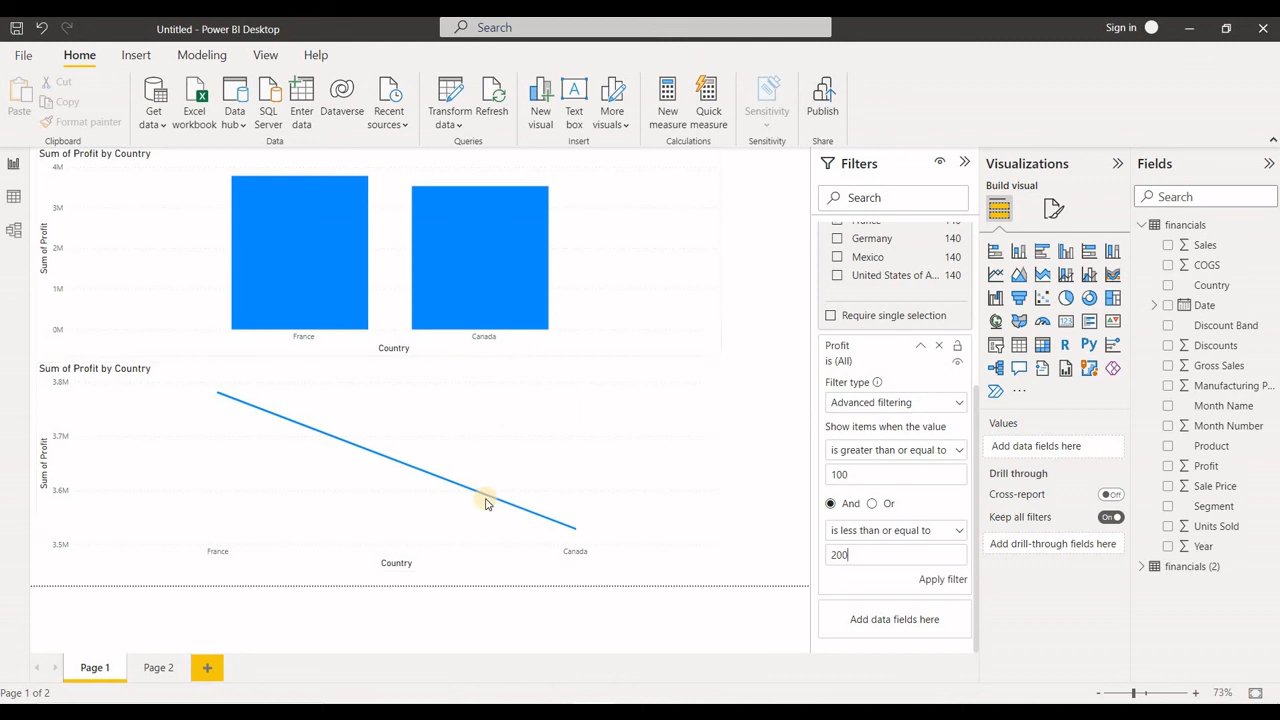 Untitled - Power BI Desktop
Search
Sign in
File Home Insert Modeling View Help
Paste
Cut
Copy
Format painter
Clipboard
Get data
Excel workbook
Data hub
SQL Server
Enter data
Dataverse
Recent sources
Data
Transform data
Refresh
Queries
New visual
Text box
More visuals
Insert
New measure
Quick measure
Calculations
Sensitivity
Sensitivity
Publish
Share
Sum of Profit by Country
4M
3M
2M
1M
0M
Sum of Profit
France
Canada
Country
Sum of Profit by Country
3.8M
3.7M
3.6M
3.5M
Sum of Profit
France
Canada
Country
Filters
Search
France 140
Germany 140
Mexico 140
United States of A... 140
Require single selection
Profit
is (All)
Filter type
Advanced filtering
Show items when the value
is greater than or equal to
100
And Or
is less than or equal to
200
Apply filter
Add data fields here
Visualizations
Build visual
R
Py
123
Values
Add data fields here
Drill through
Cross-report Off
Keep all filters On
Add drill-through fields here
Fields
Search
financials
Sales
COGS
Country
Date
Discount Band
Discounts
Gross Sales
Manufacturing P...
Month Name
Month Number
Product
Profit
Sale Price
Segment
Units Sold
Year
financials (2)
Page 1
Page 2
Page 1 of 2
73%